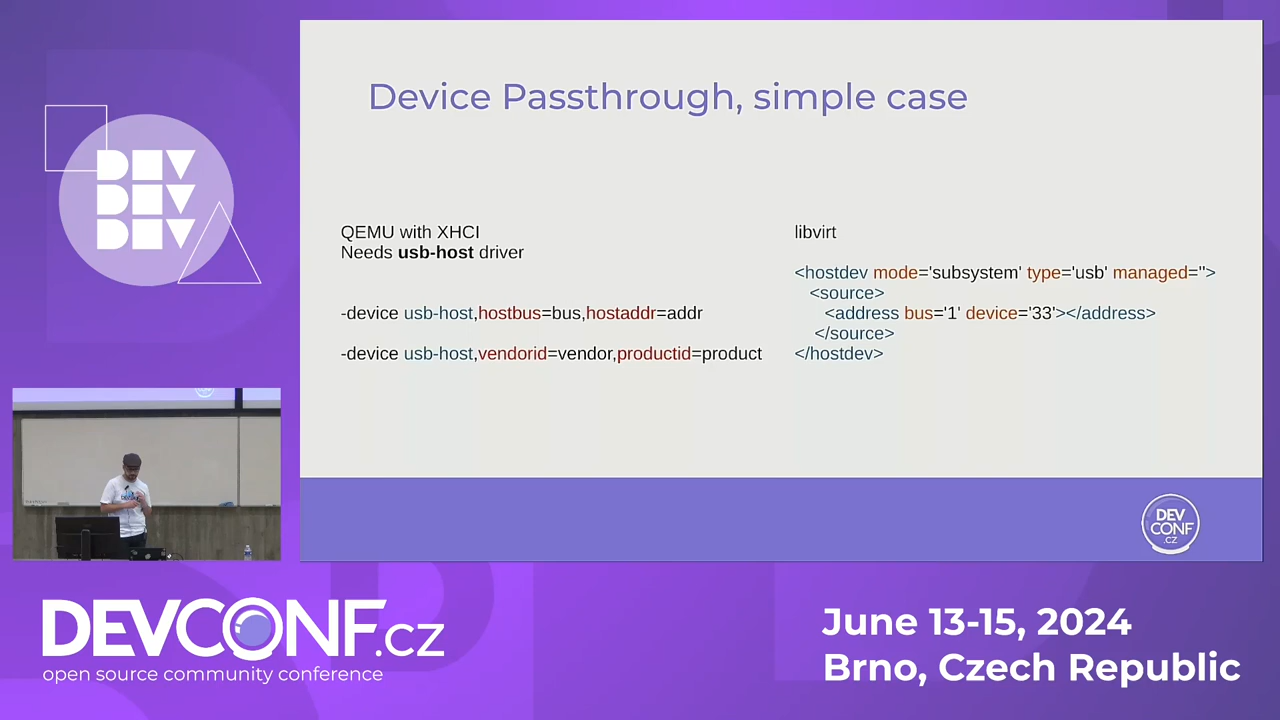 DEV
DEV
DEV
Device Passthrough, simple case
QEMU with XHCI
Needs usb-host driver
-device usb-host,hostbus=bus,hostaddr=addr
-device usb-host,vendorid=vendor,productid=product
libvirt
<hostdev mode='subsystem' type='usb' managed=''>
<source>
<address bus='1' device='33'></address>
</source>
</hostdev>
DEV
CONF
.CZ
DEVCONF.cz
open source community conference
June 13-15, 2024
Brno, Czech Republic